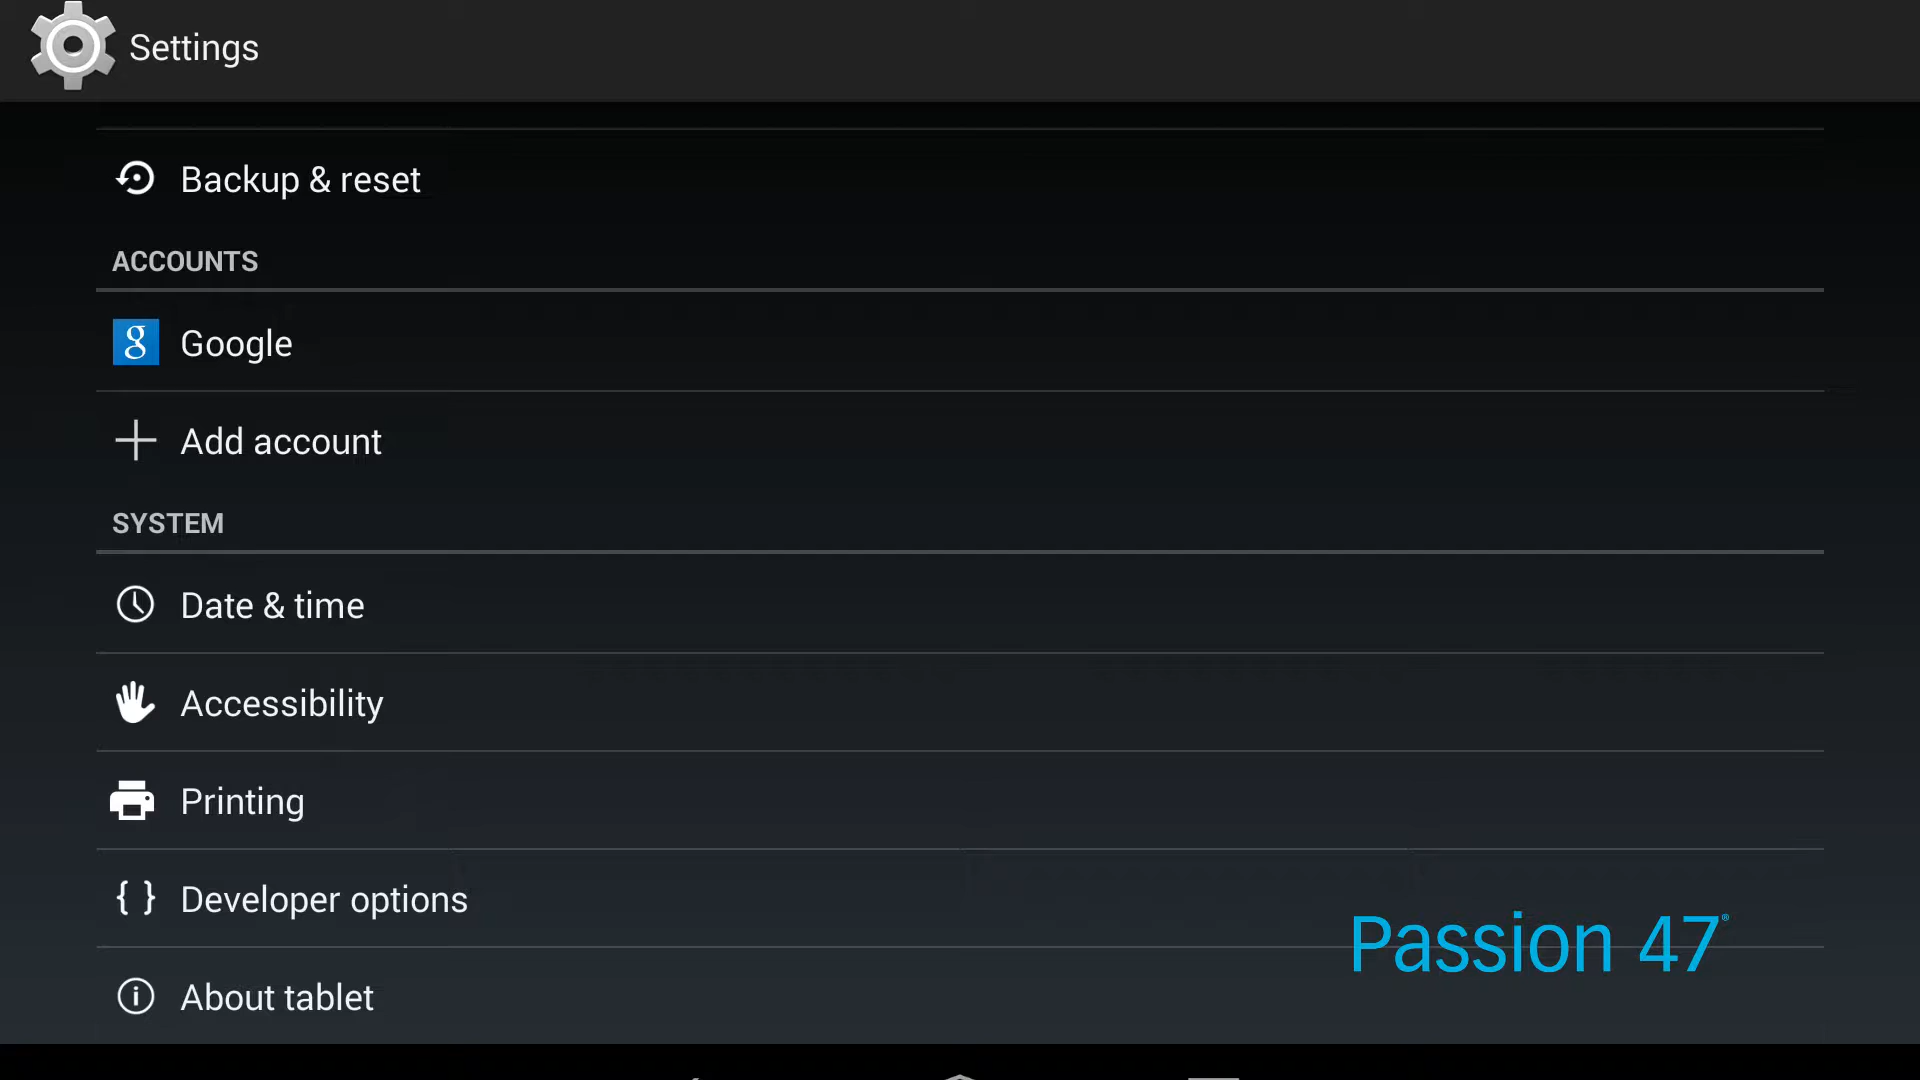 Settings
Backup & reset
ACCOUNTS
g Google
Add account
SYSTEM
Date & time
Accessibility
Printing
{ } Developer options
Passion 47®
About tablet